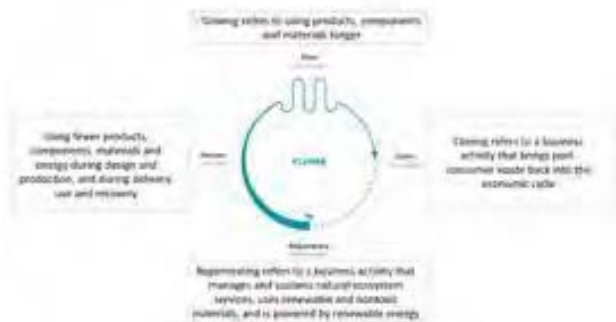 Slowing refers to using products, components
and materials longer
Slow
Using fewer products,
components, materials and
energy during design and
production, and during delivery,
use and recovery
Narrow
Closing refers to a business
activity that brings post
consumer waste back into the
economic cycle
Regenerate
Regenerating refers to a business activity that
manages and sustains natural ecosystem
services, uses renewable and nontoxic
materials, and is powered by renewable energy